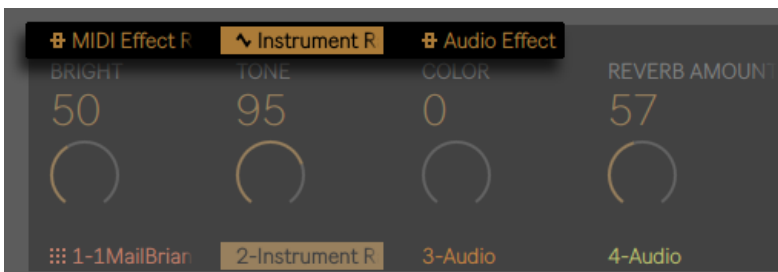 MIDI Effect R Instrument R Audio Effect
BRIGHT TONE COLOR REVERB AMOUNT
50 95 0 57
1-1MailBrian 2-Instrument R 3-Audio 4-Audio